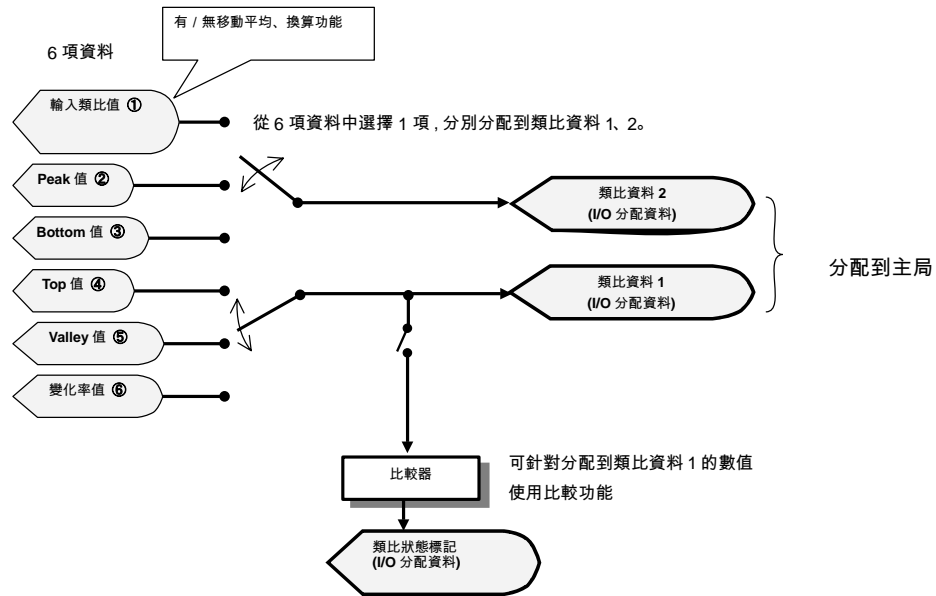 有 / 無移動平均、換算功能
6 項資料
輸入類比值 ①
從 6 項資料中選擇 1 項 , 分別分配到類比資料 1、2。
Peak 值 ②
類比資料 2
(I/O 分配資料)
Bottom 值 ③
分配到主局
Top 值 ④
類比資料 1
(I/O 分配資料)
Valley 值 ⑤
變化率值 ⑥
比較器
可針對分配到類比資料 1 的數值
使用比較功能
類比狀態標記
(I/O 分配資料)